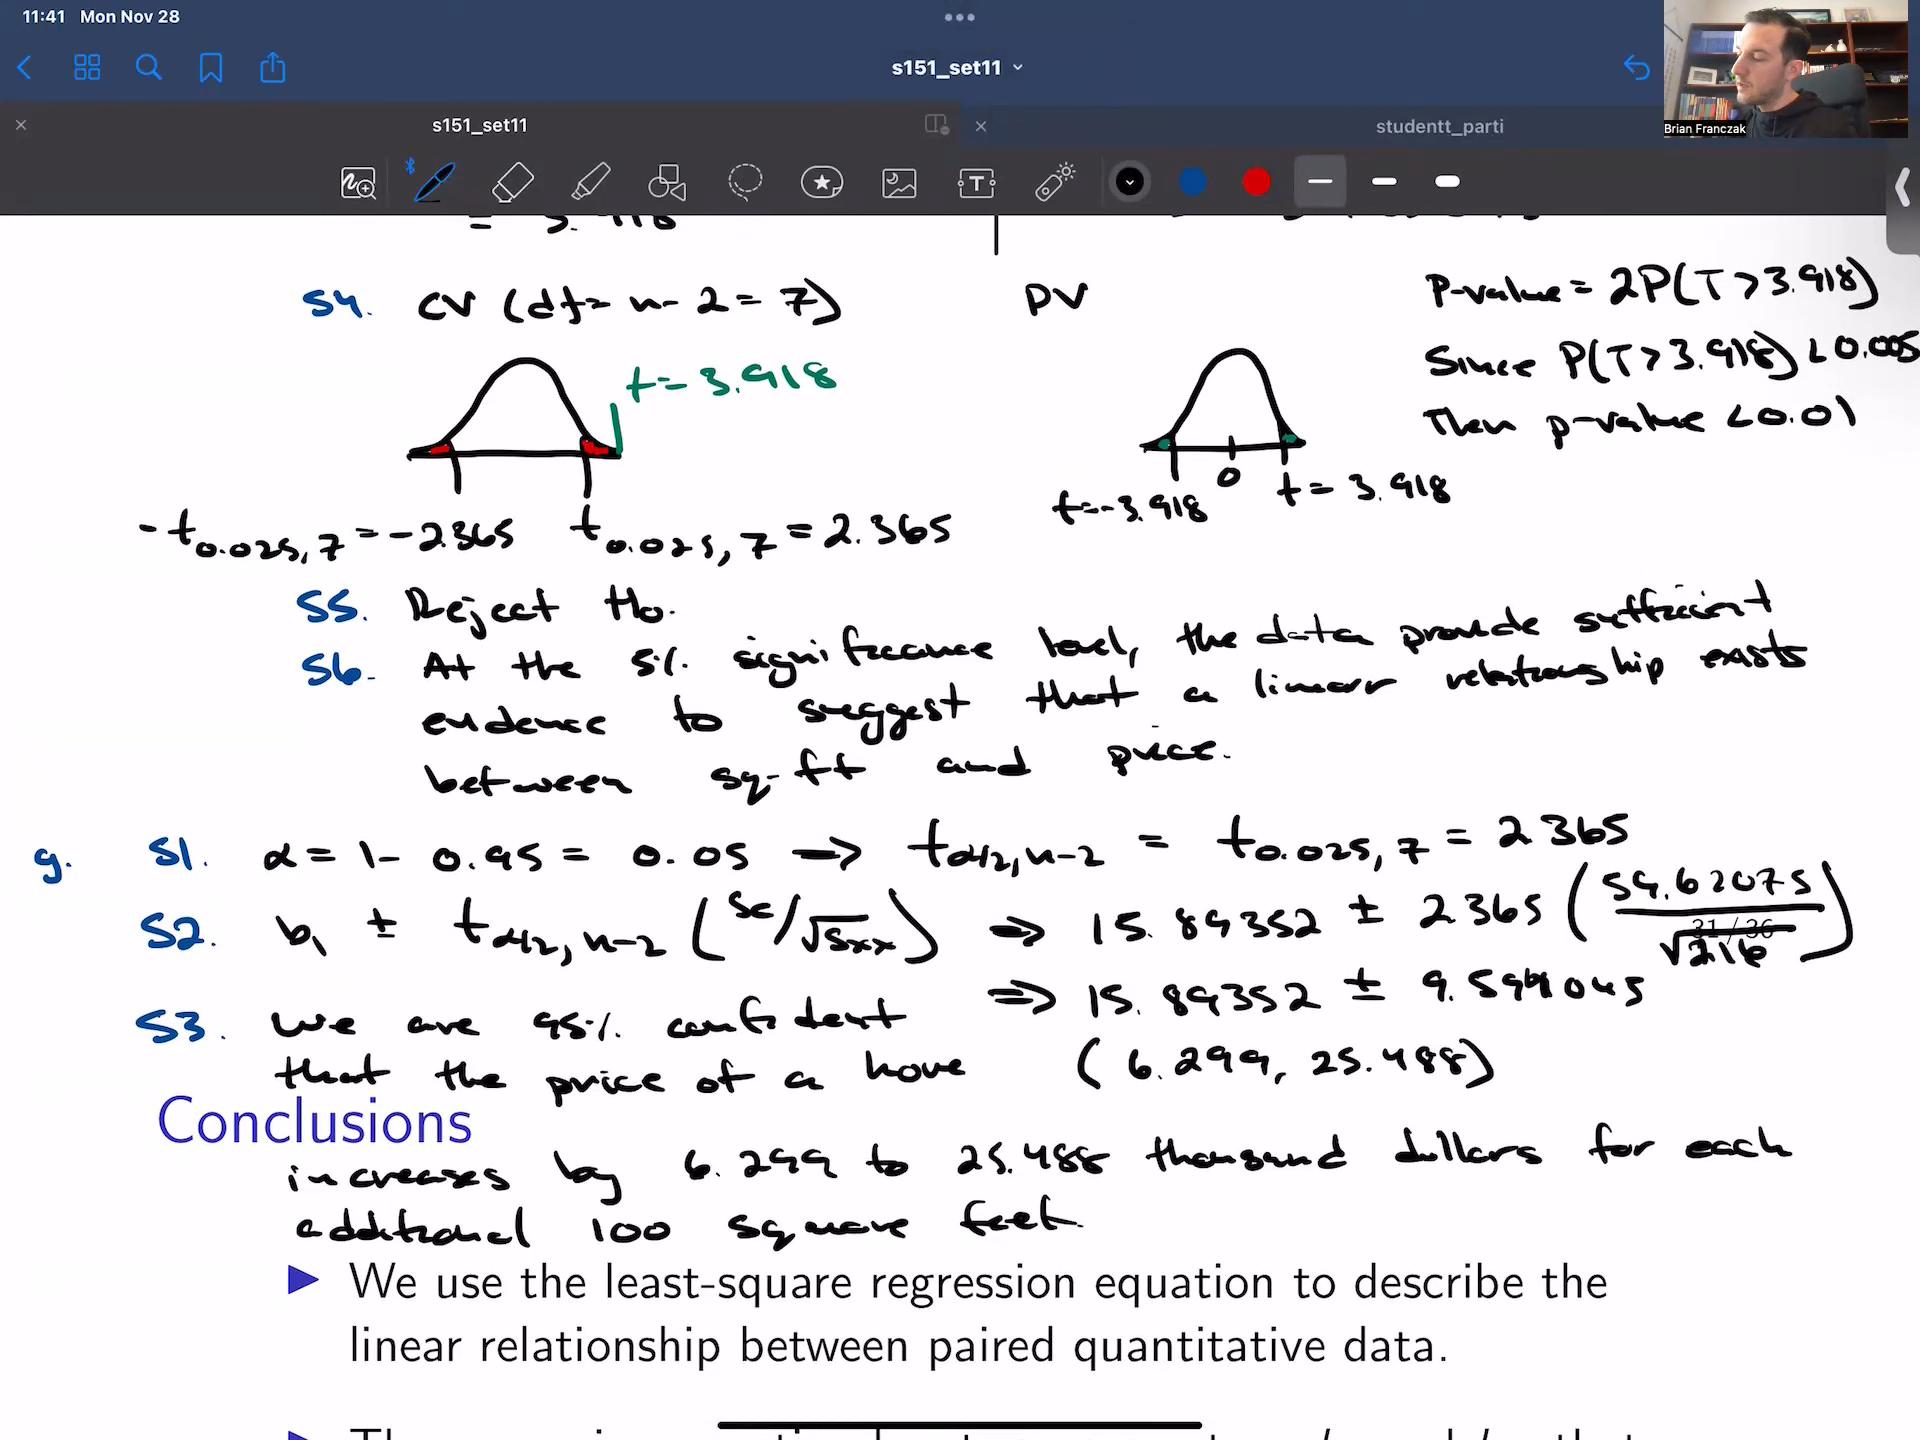 11:41 Mon Nov 28
s151_set11
Brian Franczak
s151_set11
studentt_parti
= 3.918
S4. CV (df = n - 2 = 7)
t = 3.918
-t0.025, 7 = -2.365 t0.025, 7 = 2.365
PV
P-value = 2P(T > 3.918)
Since P(T > 3.918) < 0.005
Then p-value < 0.01
t = -3.918 0 t = 3.918
S5. Reject H0.
S6. At the 5% significance level, the data provide sufficient
evidence to suggest that a linear relationship exists
between sq-ft and price.
g. S1. α = 1 - 0.95 = 0.05 => tα/2, n-2 = t0.025, 7 = 2.365
S2. b1 ± tα/2, n-2 (Se/√Sxx) => 15.89352 ± 2.365 (59.62075/√216)
31 / 36
=> 15.89352 ± 9.594045
(6.299, 25.488)
S3. We are 95% confident
that the price of a home
Conclusions
increases by 6.299 to 25.488 thousand dollars for each
additional 100 square feet.
▶ We use the least-square regression equation to describe the
linear relationship between paired quantitative data.